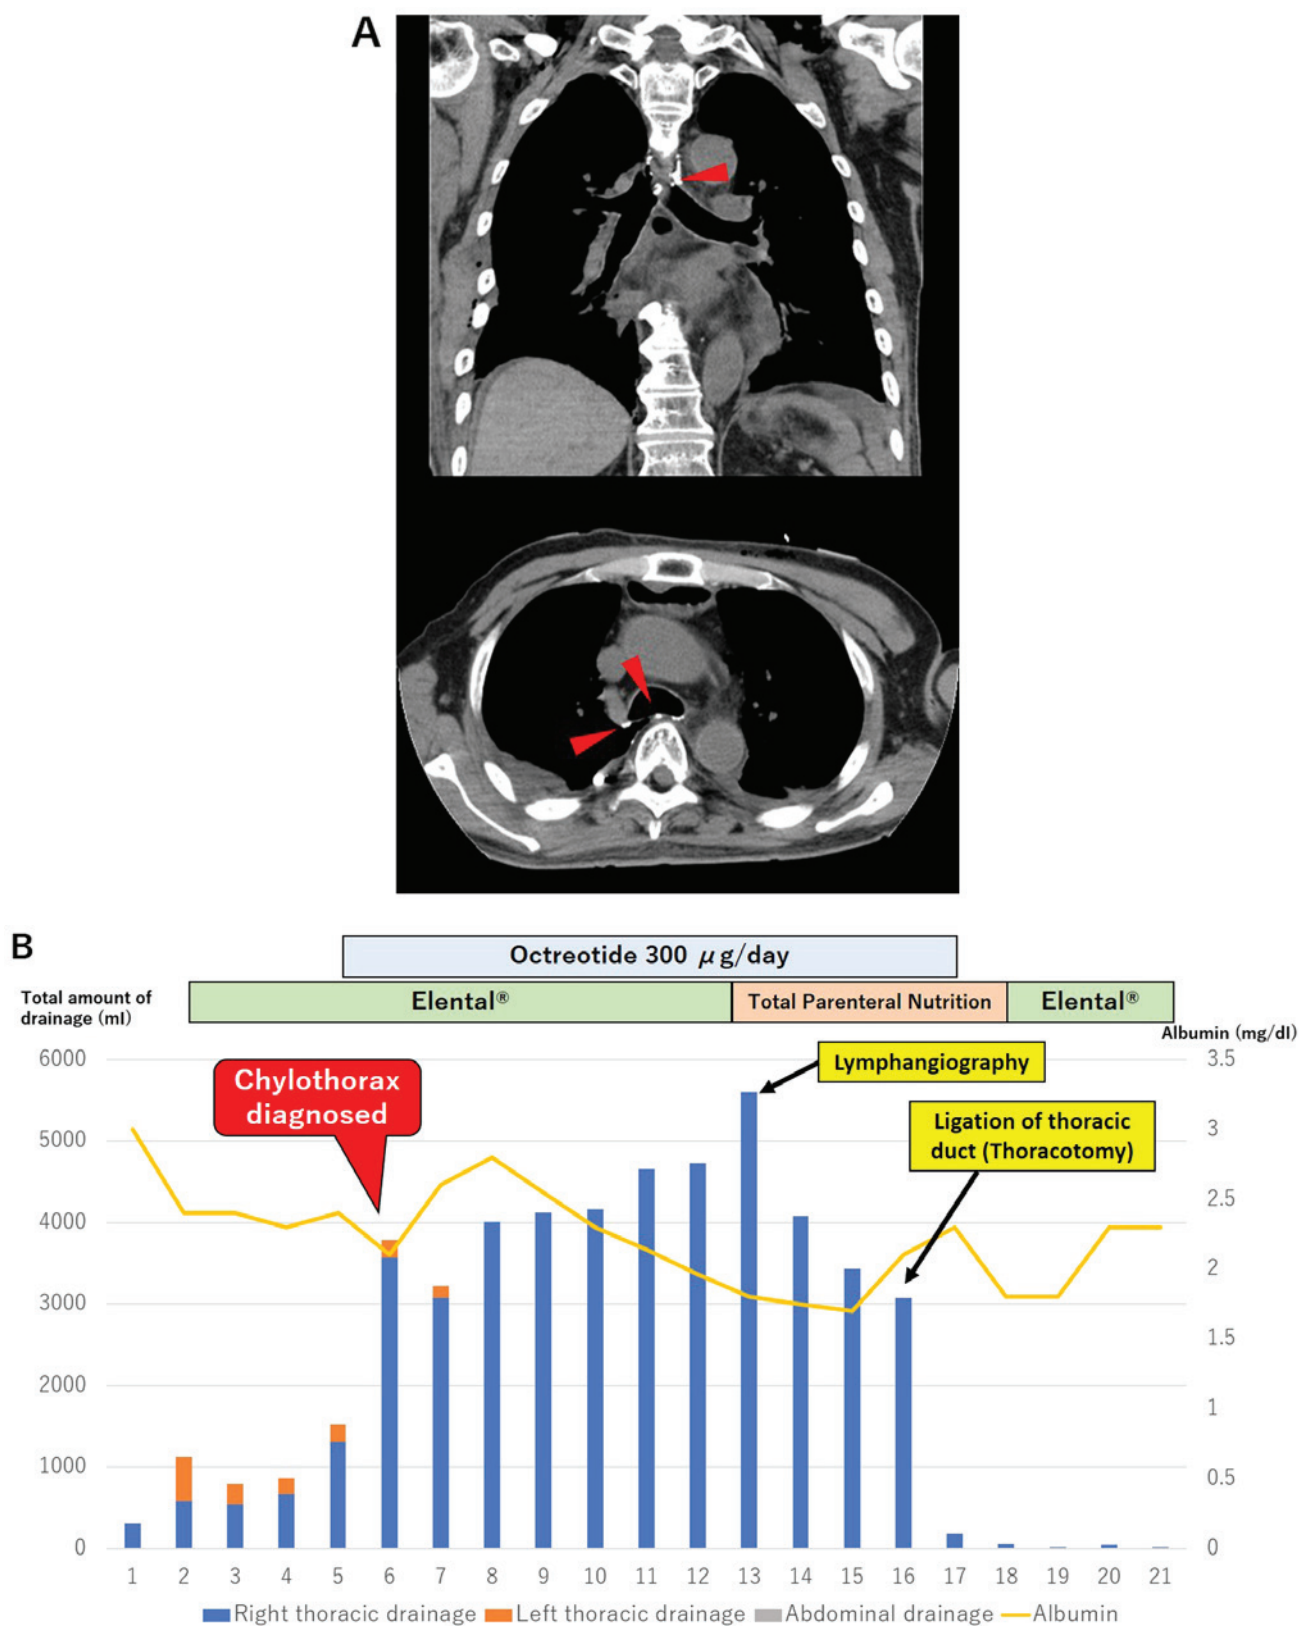 A
B
Octreotide 300 μg/day
Elental®
Total Parenteral Nutrition
Elental®
Total amount of
drainage (ml)
Albumin (mg/dl)
Chylothorax
diagnosed
Lymphangiography
Ligation of thoracic
duct (Thoracotomy)
6000
5000
4000
3000
2000
1000
0
3.5
3
2.5
2
1.5
1
0.5
0
1 2 3 4 5 6 7 8 9 10 11 12 13 14 15 16 17 18 19 20 21
Right thoracic drainage Left thoracic drainage Abdominal drainage Albumin